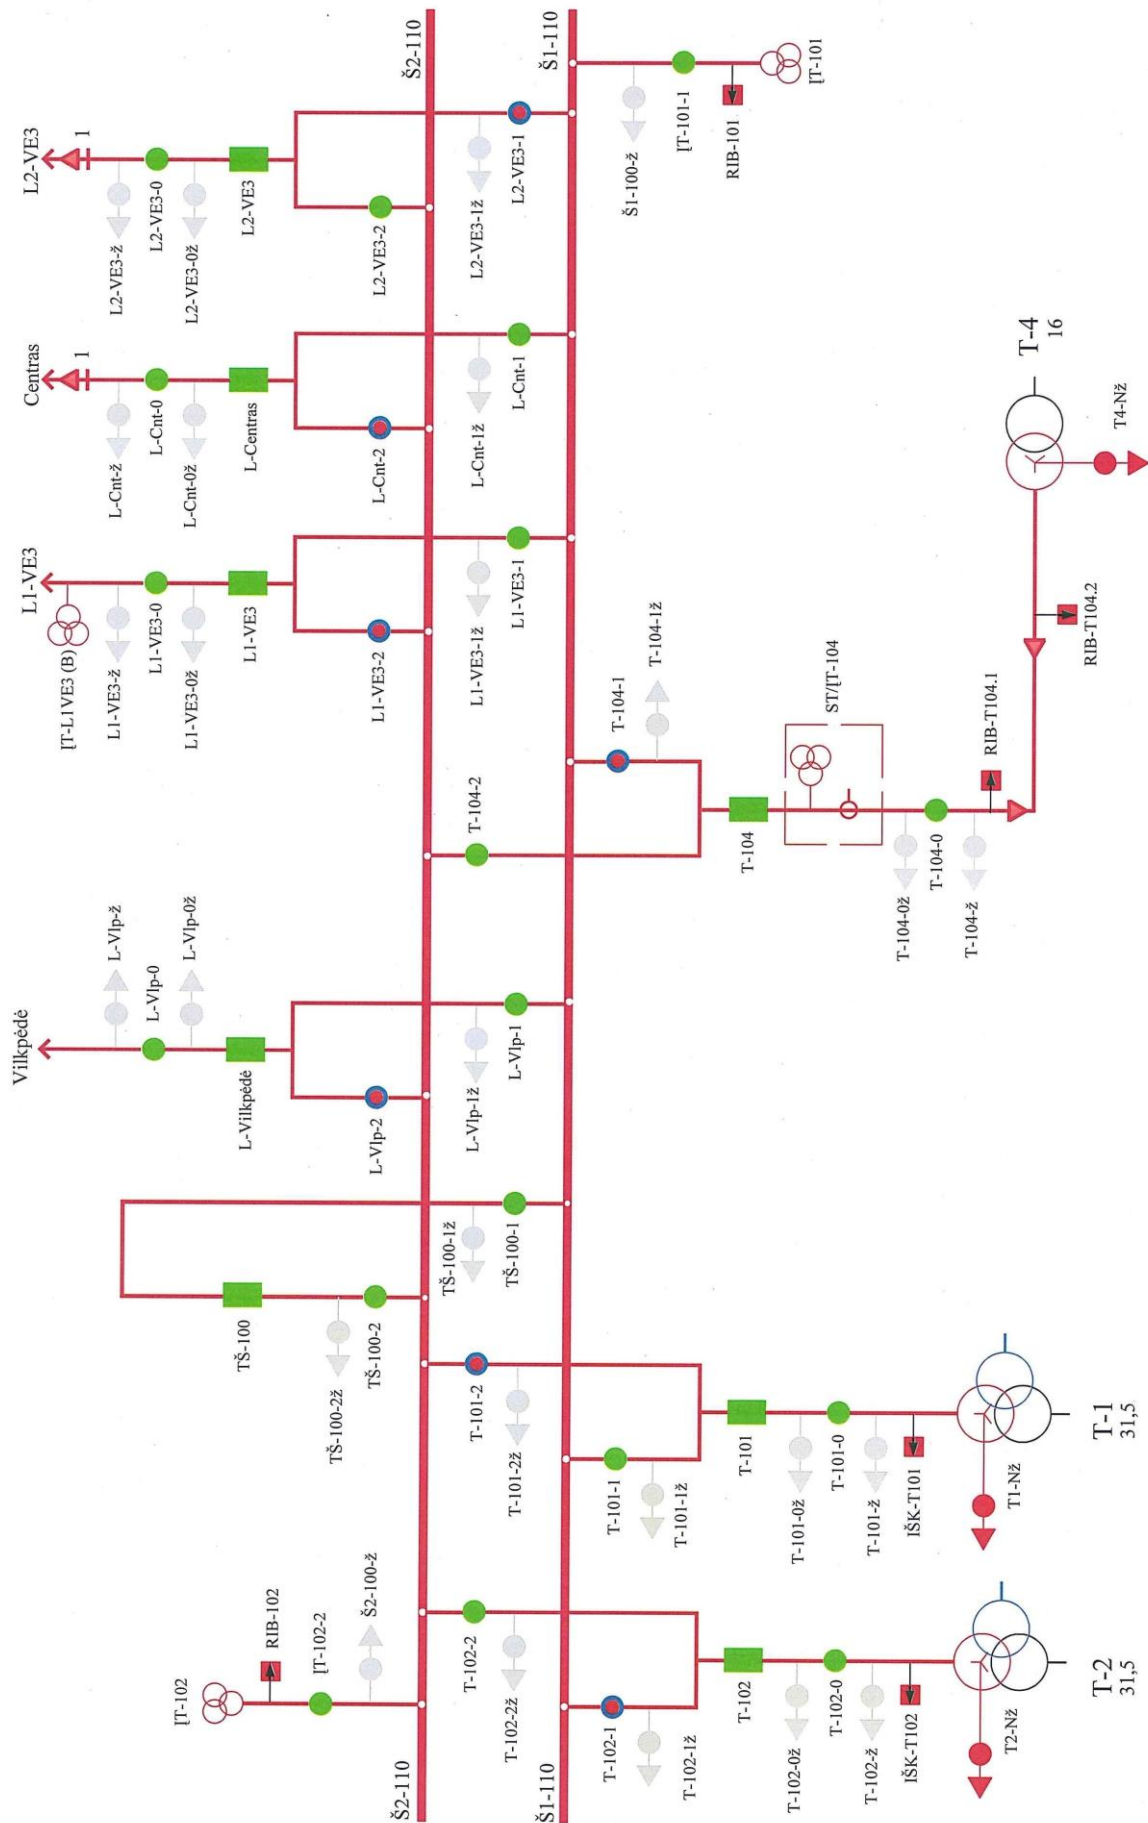 L2-VE3
1
L2-VE3-ž
L2-VE3-0
L2-VE3-0ž
L2-VE3
L2-VE3-2
Š2-110
L2-VE3-1ž
L2-VE3-1
Š1-110
Š1-100-ž
ĮT-101-1
RIB-101
ĮT-101
Centras
1
L-Cnt-ž
L-Cnt-0
L-Cnt-0ž
L-Centras
L-Cnt-2
L-Cnt-1ž
L-Cnt-1
L1-VE3
ĮT-L1VE3 (B)
L1-VE3-ž
L1-VE3-0
L1-VE3-0ž
L1-VE3
L1-VE3-2
L1-VE3-1ž
L1-VE3-1
T-104-2
T-104-1
T-104-1ž
T-104
ST/ĮT-104
T-104-0ž
T-104-0
T-104-ž
RIB-T104.1
RIB-T104.2
T-4
16
T4-Nž
Vilkpėdė
L-Vlp-ž
L-Vlp-0
L-Vlp-0ž
L-Vilkpėdė
L-Vlp-2
L-Vlp-1ž
L-Vlp-1
TŠ-100
TŠ-100-2ž
TŠ-100-2
TŠ-100-1ž
TŠ-100-1
T-101-2
T-101-2ž
T-101-1
T-101-1ž
T-101
T-101-0ž
T-101-0
T-101-ž
IŠK-T101
T1-Nž
T-1
31,5
ĮT-102
RIB-102
ĮT-102-2
Š2-100-ž
Š2-110
T-102-2
T-102-2ž
Š1-110
T-102-1
T-102-1ž
T-102
T-102-0ž
T-102-0
T-102-ž
IŠK-T102
T2-Nž
T-2
31,5